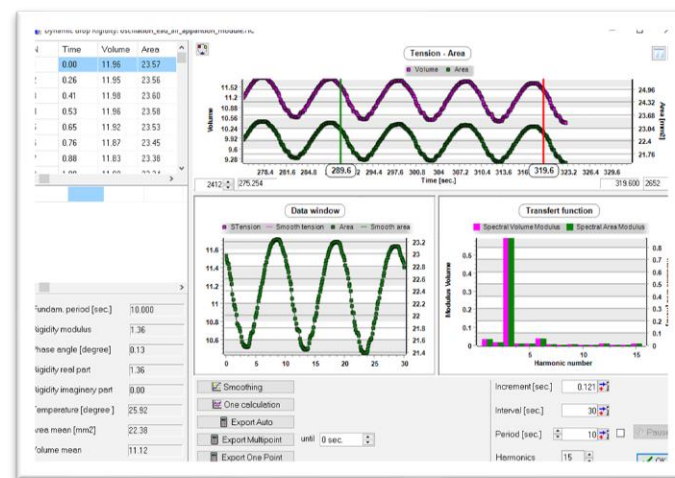 Dynamic drop Rigidity: oscillation_eau_air_apparition_module.TIC
Time Volume Area
0.00 11.96 23.57
0.26 11.95 23.56
0.41 11.98 23.60
0.53 11.96 23.58
0.65 11.92 23.53
0.76 11.87 23.45
0.88 11.83 23.38
Tension - Area
Volume Area
11.52
11.2
10.88
10.56
10.24
9.92
9.6
9.28
Volume
24.96
24.32
23.68
23.04
22.4
21.76
278.4 281.6 284.8 289.6 294.4 297.6 300.8 304 307.2 310.4 313.6 319.6 323.2 326.4 329.6
2412 275.254 Time [sec.] 319.600 2652
Data window
STension Smooth tension Area Smooth area
11.6
11.4
11.2
11
10.8
10.6
23.2
23
22.8
22.6
22.4
22.2
22
21.8
21.6
21.4
0 5 10 15 20 25 30
Transfert function
Spectral Volume Modulus Spectral Area Modulus
Modulus Volume
0.5
0.4
0.3
0.2
0.1
0
0.8
0.6
0.5
0.4
0.3
0.2
0.1
0
5 10 15
Harmonic number
Fundam. period [sec.] 10.000
Rigidity modulus 1.36
Phase angle [degree] 0.13
Rigidity real part 1.36
Rigidity imaginary part 0.00
Temperature [degree ] 25.92
Area mean [mm2] 22.38
Volume mean 11.12
Smoothing
One calculation
Export Auto
Export Multipoint until 0 sec.
Export One Point
Increment [sec.] 0.121
Interval [sec.] 30
Period [sec.] 10 Pause
Harmonics 15 OK